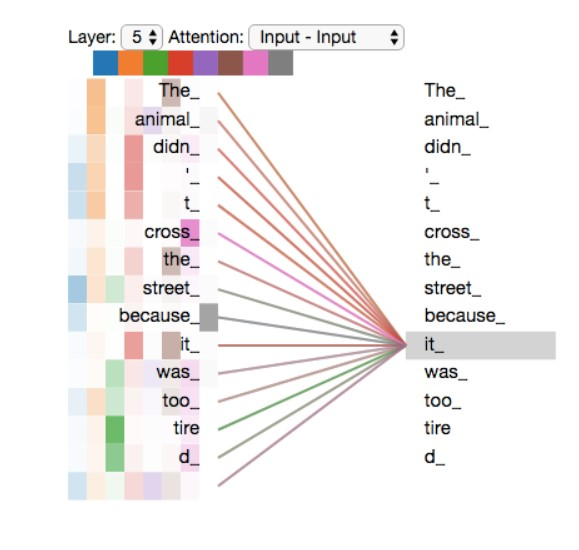 Layer: 5 Attention: Input - Input
The_ The_
animal_ animal_
didn_ didn_
'_ '_
t_ t_
cross_ cross_
the_ the_
street_ street_
because_ because_
it_ it_
was_ was_
too_ too_
tire tire
d_ d_